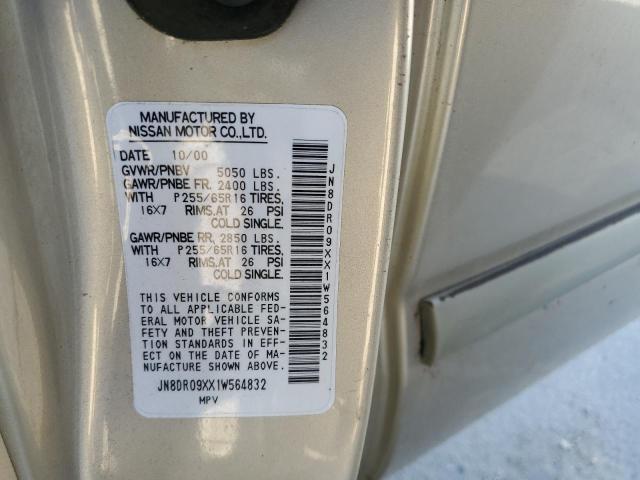 MANUFACTURED BY
NISSAN MOTOR CO.,LTD.
DATE 10/00
GVWR/PNBV 5050 LBS.
GAWR/PNBE FR. 2400 LBS.
WITH P255/65R16 TIRES,
16X7 RIMS.AT 26 PSI
COLD SINGLE.
GAWR/PNBE RR. 2850 LBS.
WITH P255/65R16 TIRES,
16X7 RIMS.AT 26 PSI
COLD SINGLE.
THIS VEHICLE CONFORMS
TO ALL APPLICABLE FED-
ERAL MOTOR VEHICLE SA-
FETY AND THEFT PREVEN-
TION STANDARDS IN EFF-
ECT ON THE DATE OF MA-
NUFACTURE SHOWN ABOVE.
JN8DR09XX1W564832
MPV
JN8DR09XX1W564832